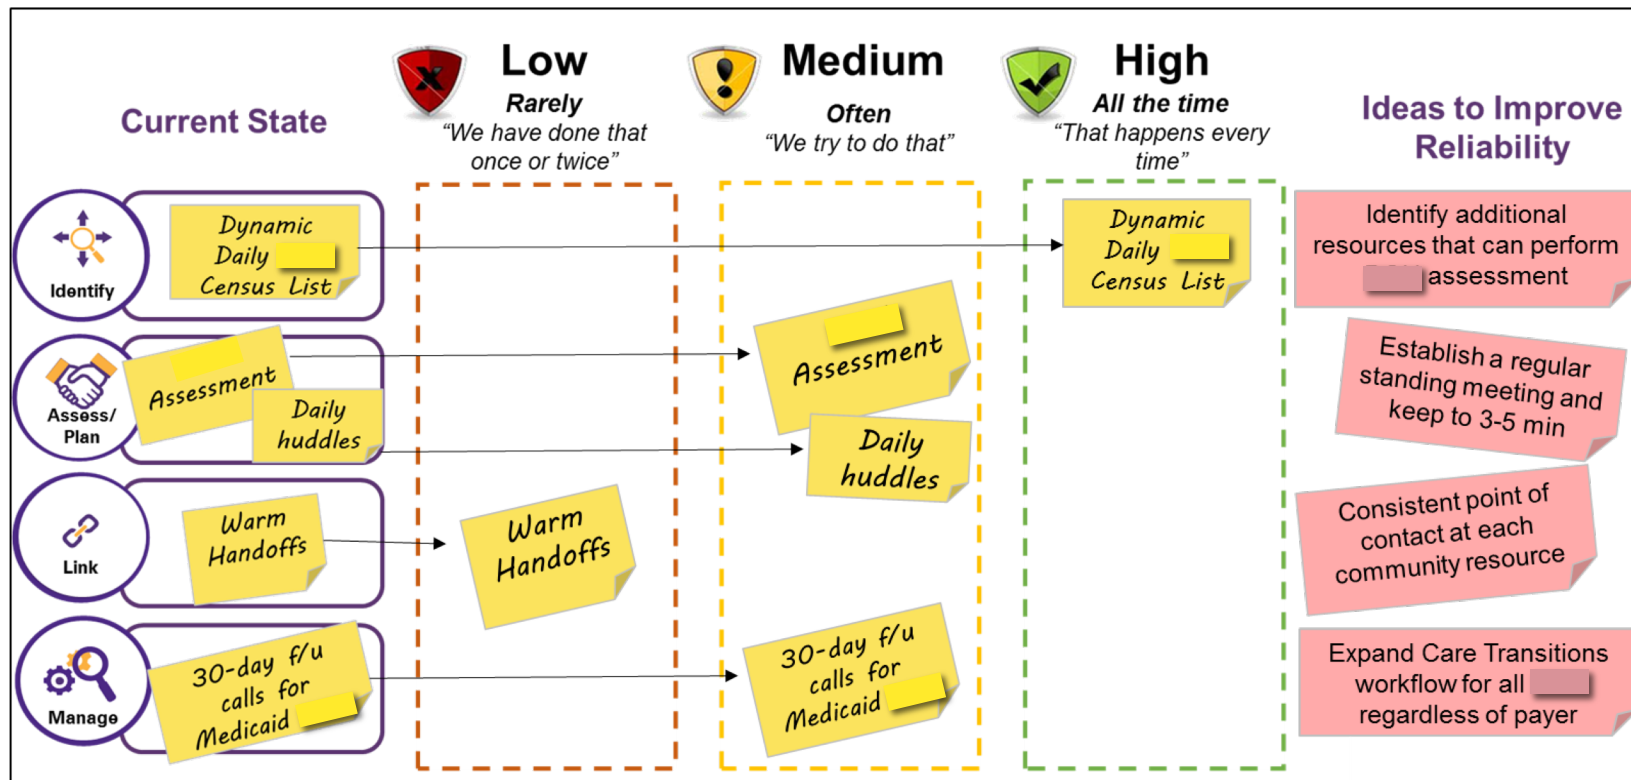 Current State
Low
Rarely
“We have done that
once or twice”
Medium
Often
“We try to do that”
High
All the time
“That happens every
time”
Ideas to Improve
Reliability
Identify
Dynamic
Daily
Census List
Dynamic
Daily
Census List
Identify additional
resources that can perform
assessment
Assess/
Plan
Assessment
Daily
huddles
Assessment
Daily
huddles
Establish a regular
standing meeting and
keep to 3-5 min
Link
Warm
Handoffs
Warm
Handoffs
Consistent point of
contact at each
community resource
Manage
30-day f/u
calls for
Medicaid
30-day f/u
calls for
Medicaid
Expand Care Transitions
workflow for all
regardless of payer